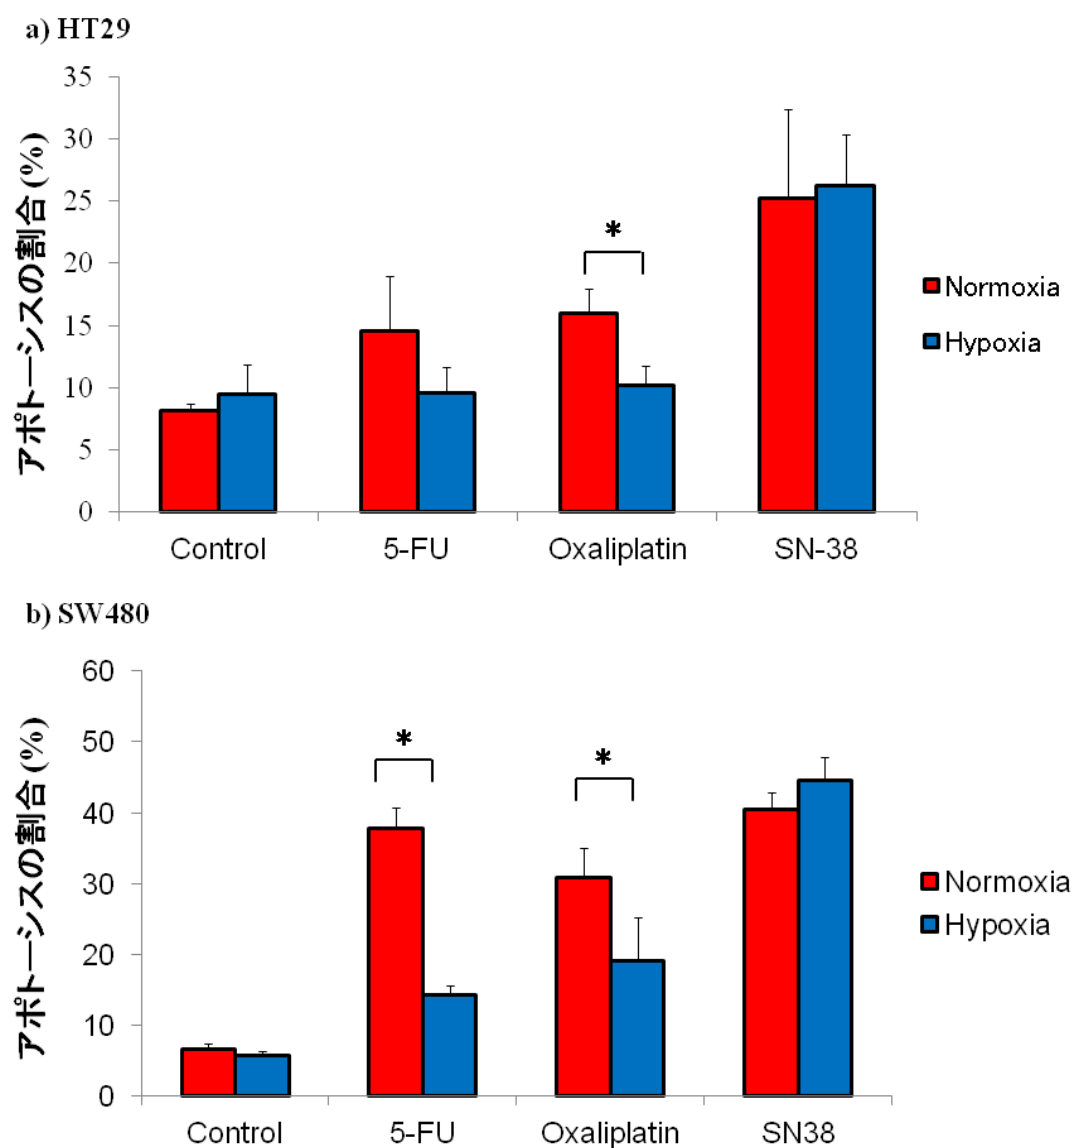 a) HT29
アポトーシスの割合(%)
35
30
25
20
15
10
5
0
*
Normoxia
Hypoxia
Control 5-FU Oxaliplatin SN-38
b) SW480
アポトーシスの割合(%)
60
50
40
30
20
10
0
* *
Normoxia
Hypoxia
Control 5-FU Oxaliplatin SN38